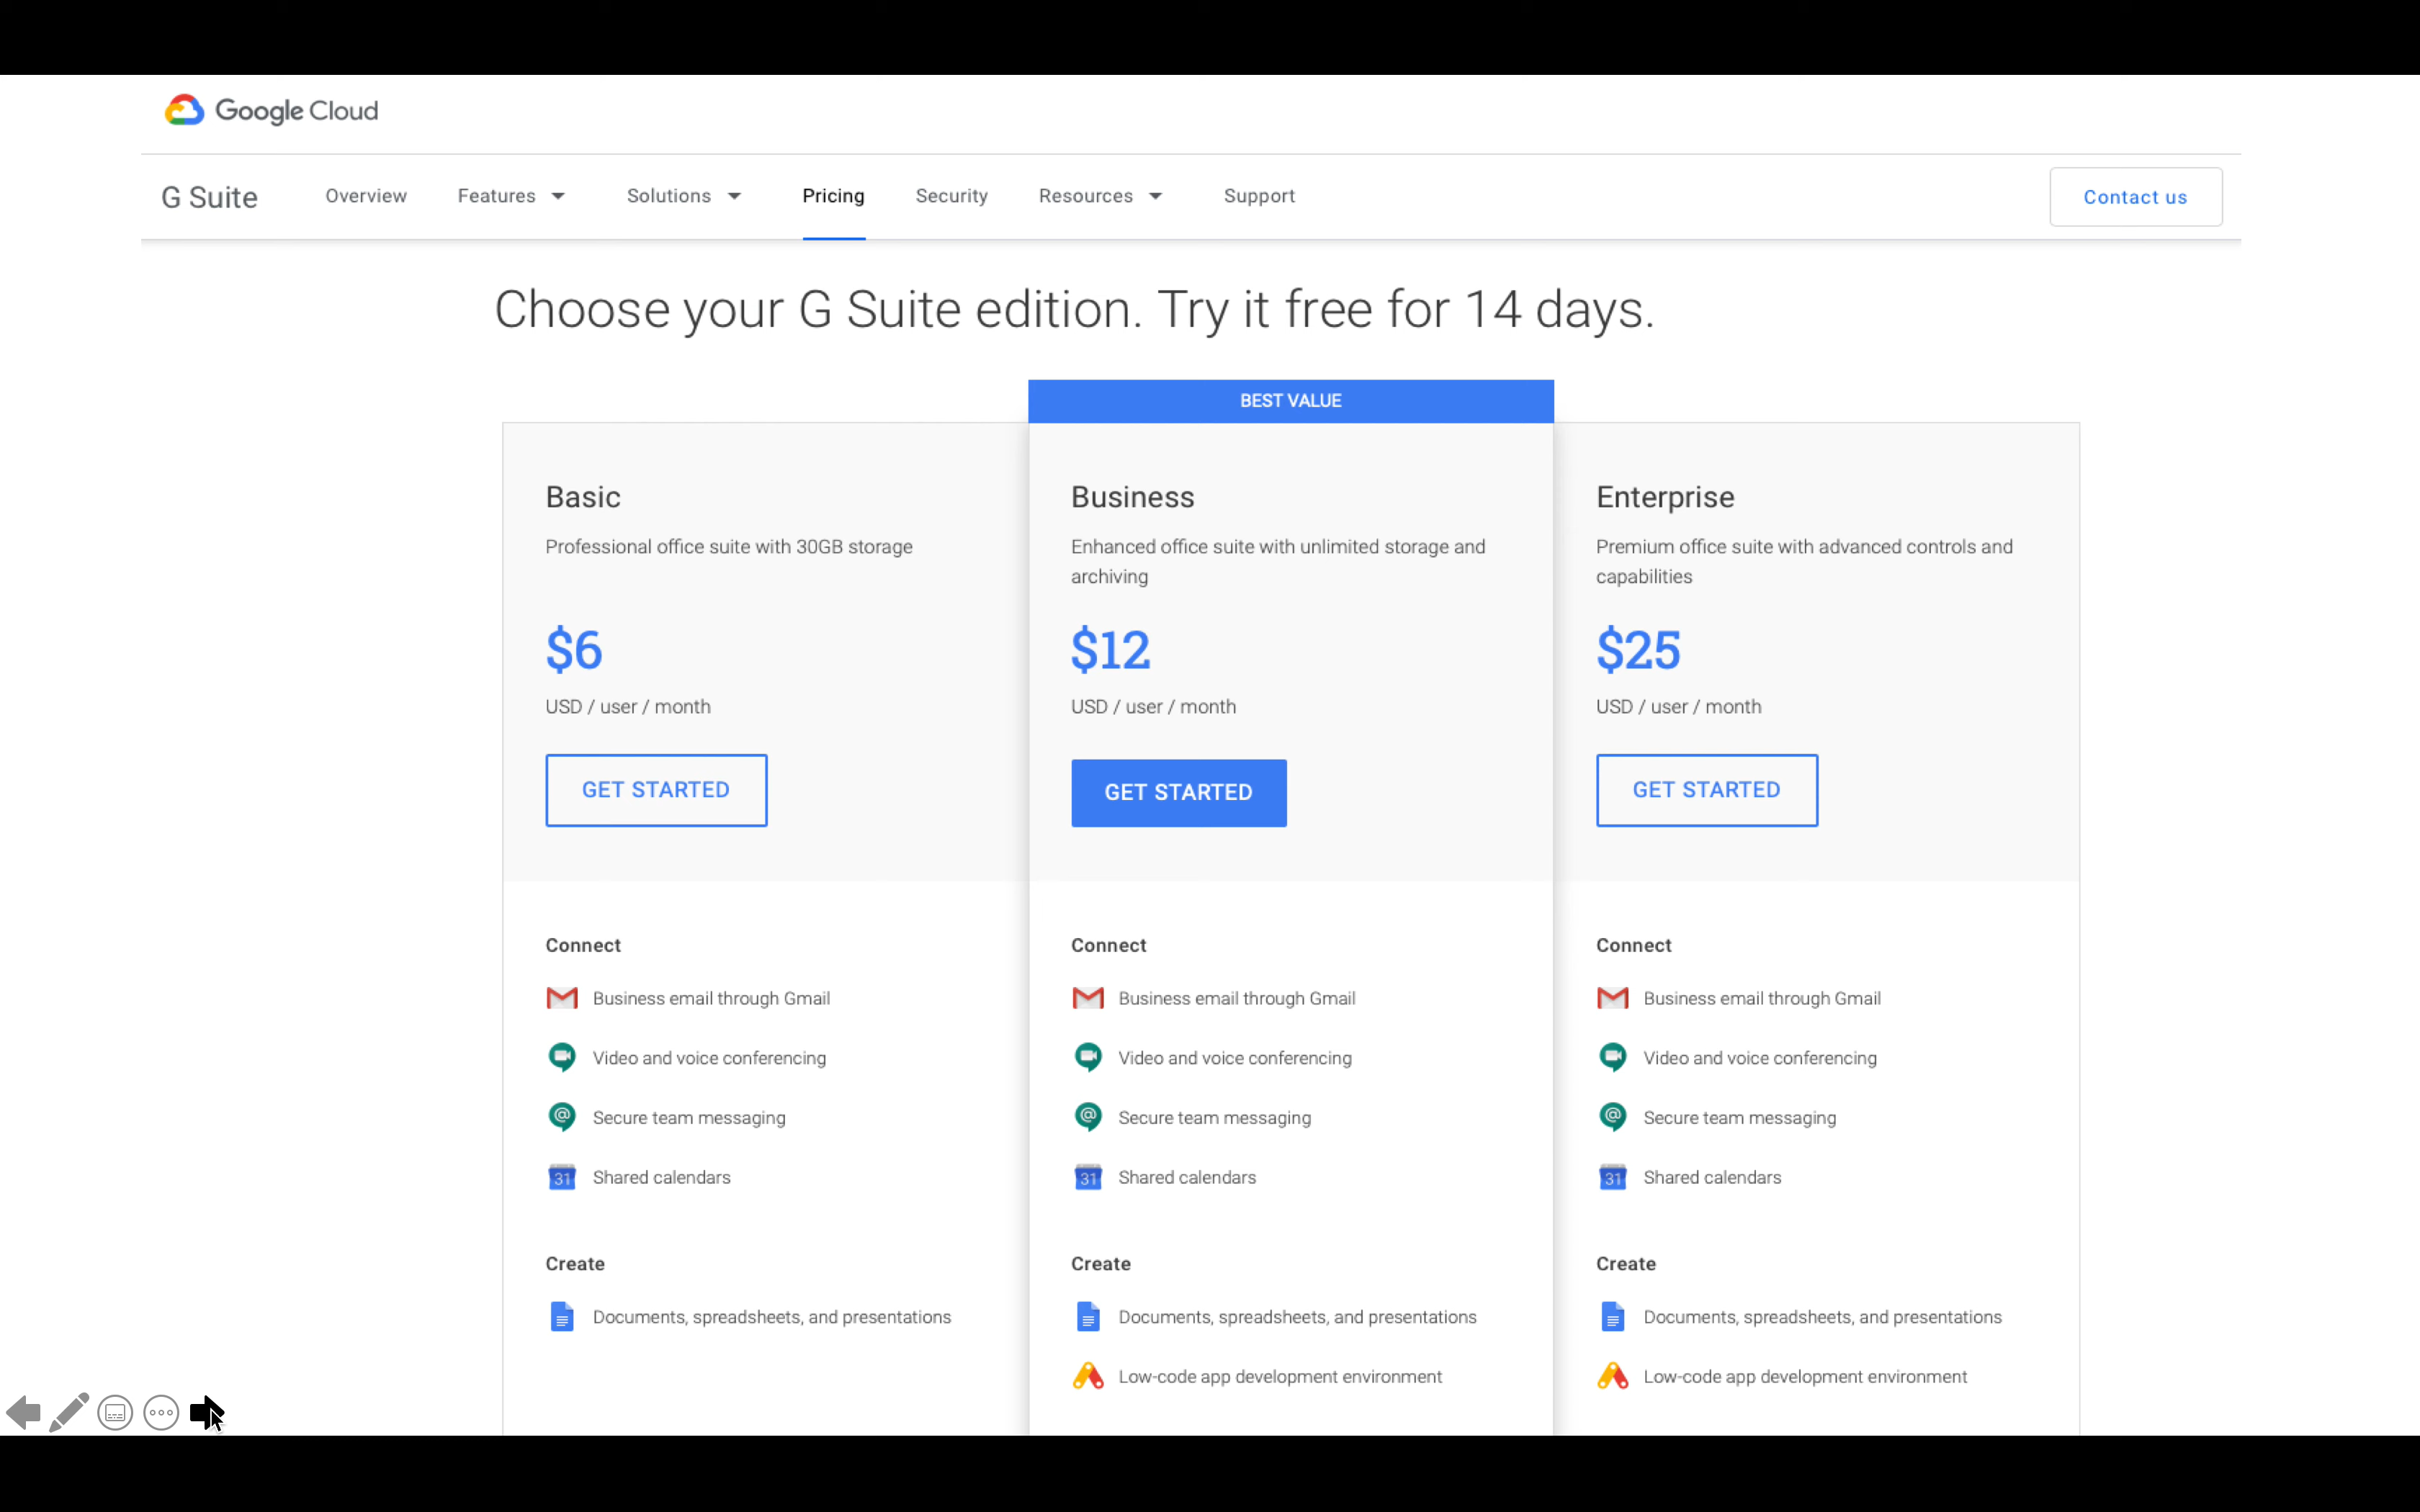 Google Cloud
G Suite Overview Features Solutions Pricing Security Resources Support Contact us
Choose your G Suite edition. Try it free for 14 days.
BEST VALUE
Basic
Professional office suite with 30GB storage
$6
USD / user / month
GET STARTED
Connect
Business email through Gmail
Video and voice conferencing
@
Secure team messaging
31
Shared calendars
Create
Documents, spreadsheets, and presentations
Business
Enhanced office suite with unlimited storage and
archiving
$12
USD / user / month
GET STARTED
Connect
Business email through Gmail
Video and voice conferencing
@
Secure team messaging
31
Shared calendars
Create
Documents, spreadsheets, and presentations
Low-code app development environment
Enterprise
Premium office suite with advanced controls and
capabilities
$25
USD / user / month
GET STARTED
Connect
Business email through Gmail
Video and voice conferencing
@
Secure team messaging
31
Shared calendars
Create
Documents, spreadsheets, and presentations
Low-code app development environment